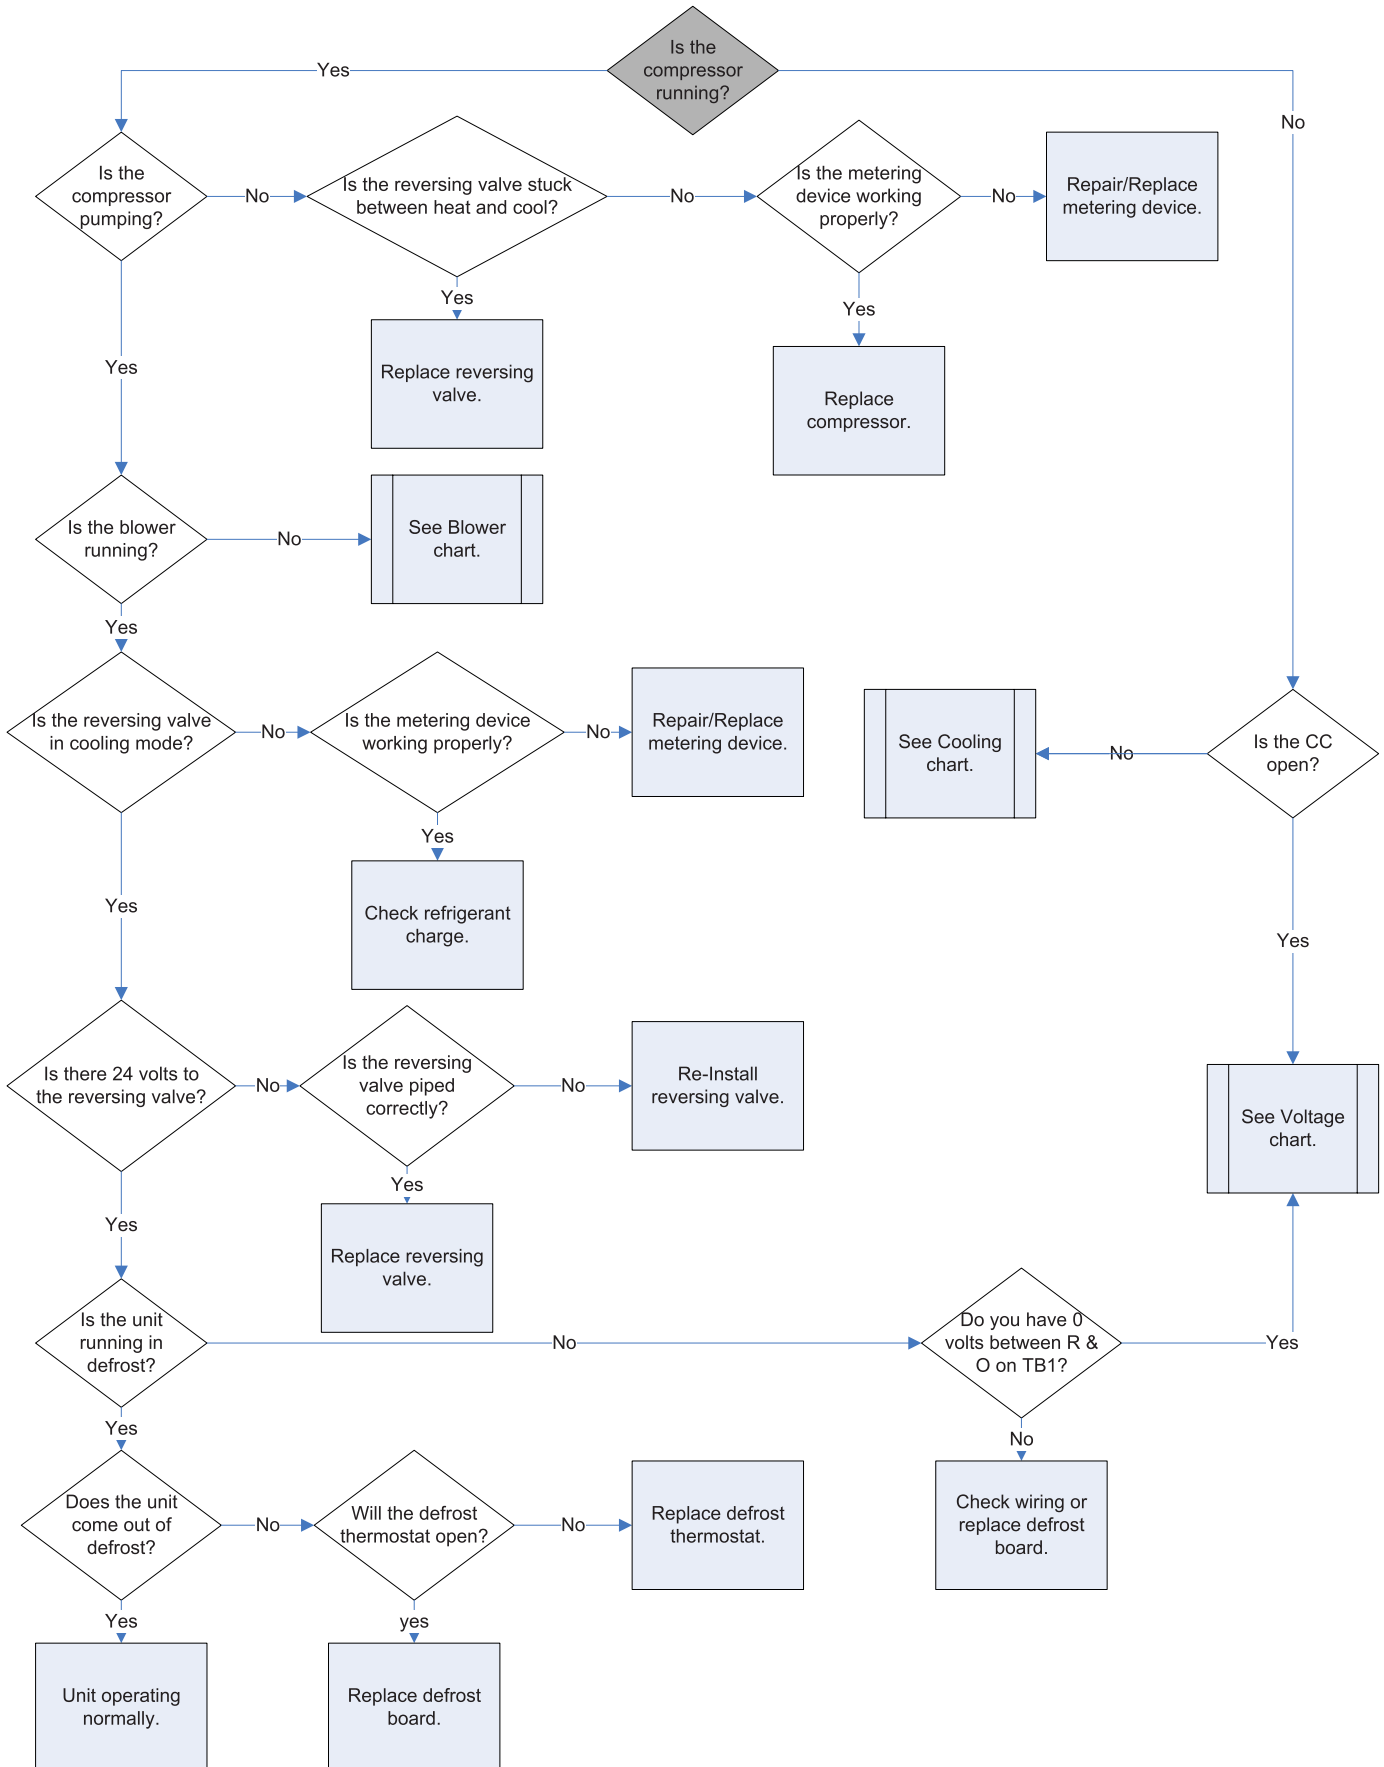 Is the
compressor
running?
Yes
No
Is the
compressor
pumping?
No
Is the reversing valve stuck
between heat and cool?
No
Is the metering
device working
properly?
No
Repair/Replace
metering device.
Yes
Yes
Yes
Replace reversing
valve.
Replace
compressor.
Is the blower
running?
No
See Blower
chart.
Yes
Is the reversing valve
in cooling mode?
No
Is the metering device
working properly?
No
Repair/Replace
metering device.
See Cooling
chart.
No
Is the CC
open?
Yes
Yes
Check refrigerant
charge.
Yes
Is there 24 volts to
the reversing valve?
No
Is the reversing
valve piped
correctly?
No
Re-Install
reversing valve.
See Voltage
chart.
Yes
Yes
Replace reversing
valve.
Is the unit
running in
defrost?
No
Do you have 0
volts between R &
O on TB1?
Yes
Yes
No
Does the unit
come out of
defrost?
No
Will the defrost
thermostat open?
No
Replace defrost
thermostat.
Check wiring or
replace defrost
board.
Yes
yes
Unit operating
normally.
Replace defrost
board.